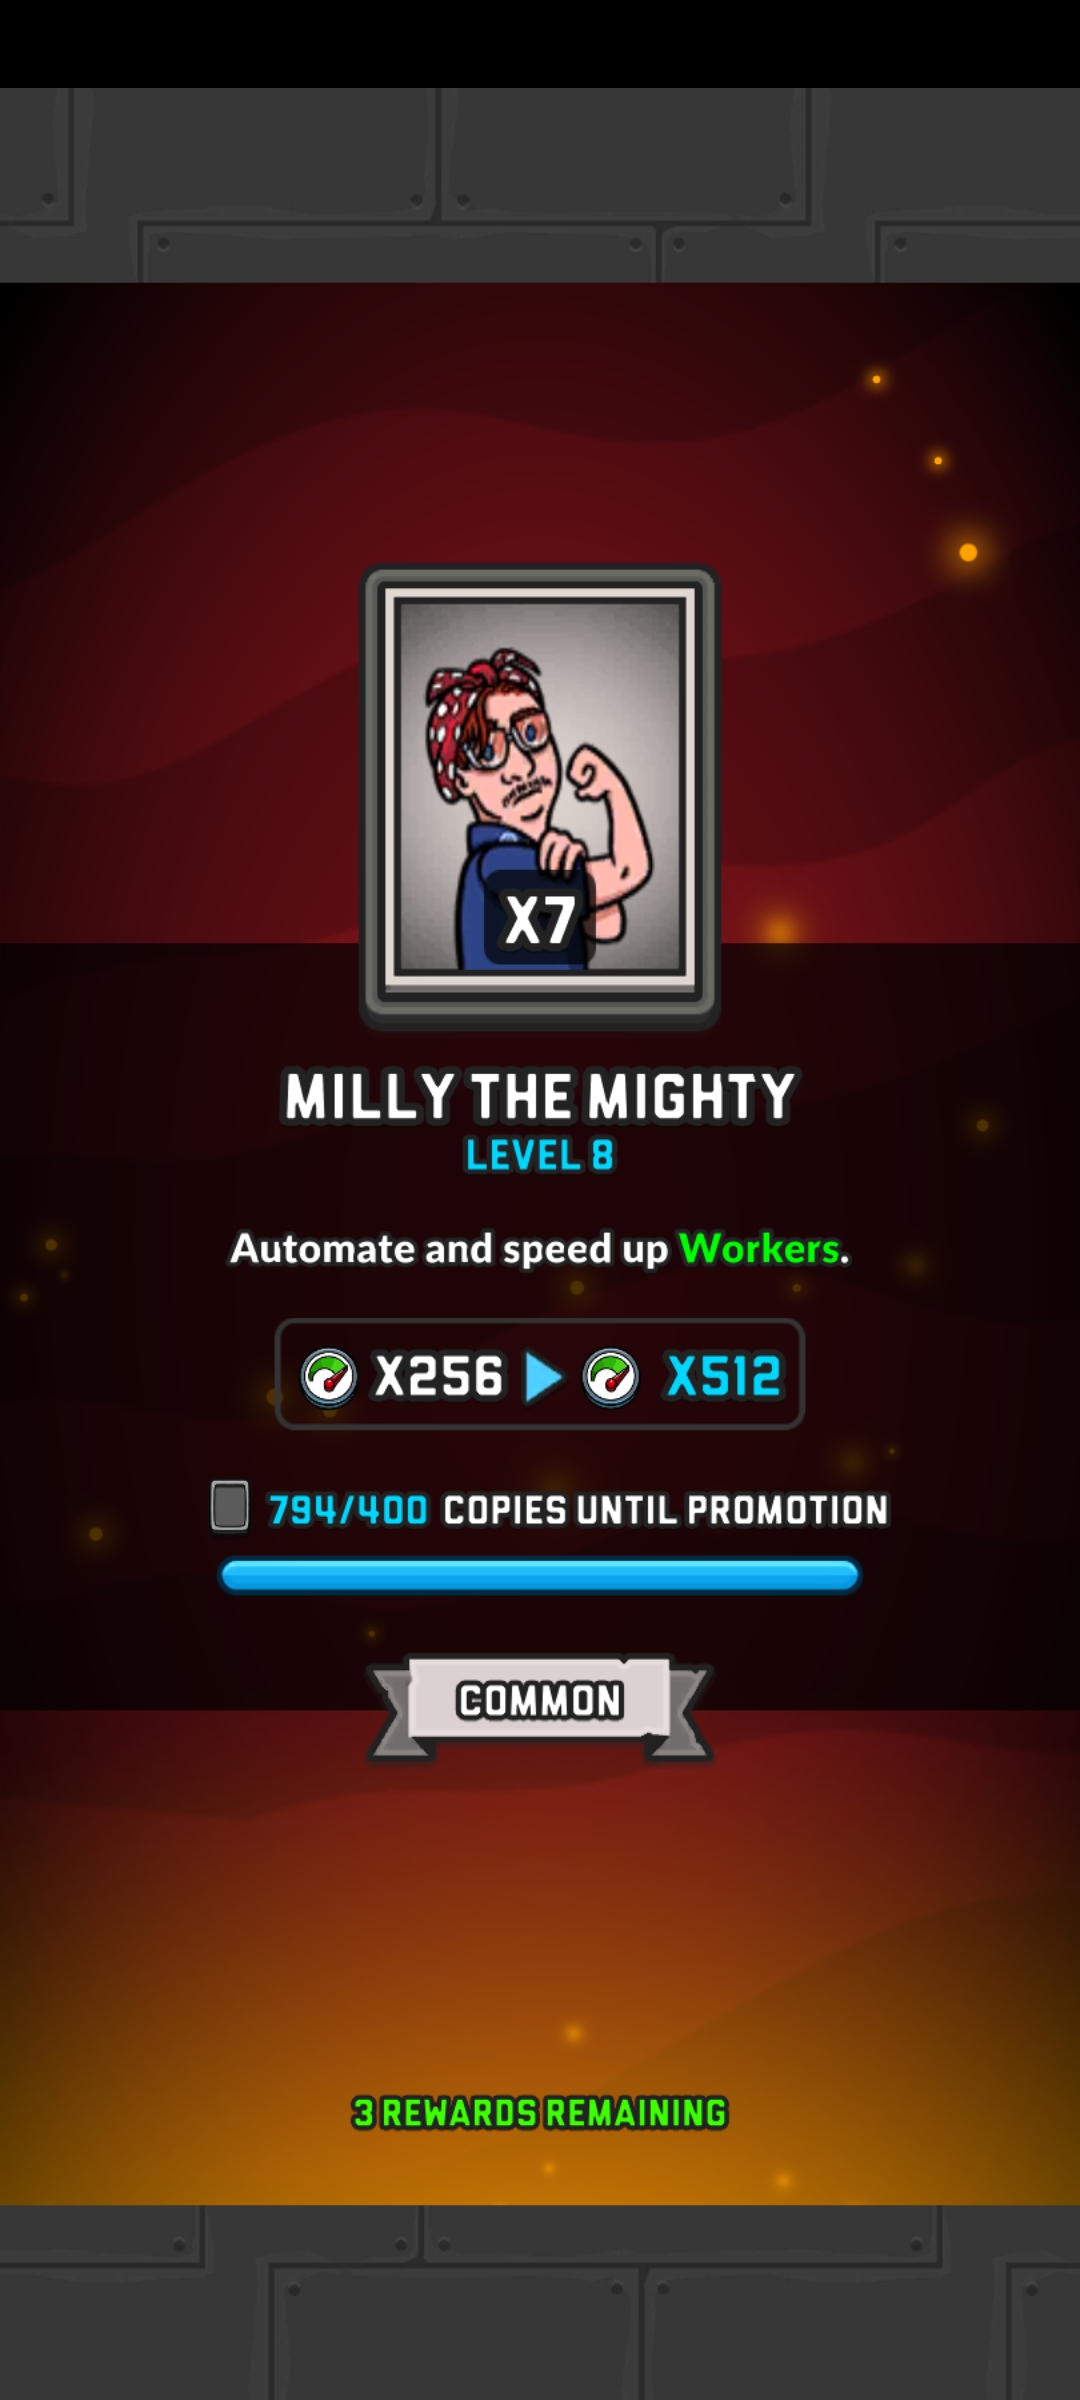 X7
MILLY THE MIGHTY
LEVEL 8
Automate and speed up Workers.
X256 X512
794/400 COPIES UNTIL PROMOTION
COMMON
3 REWARDS REMAINING